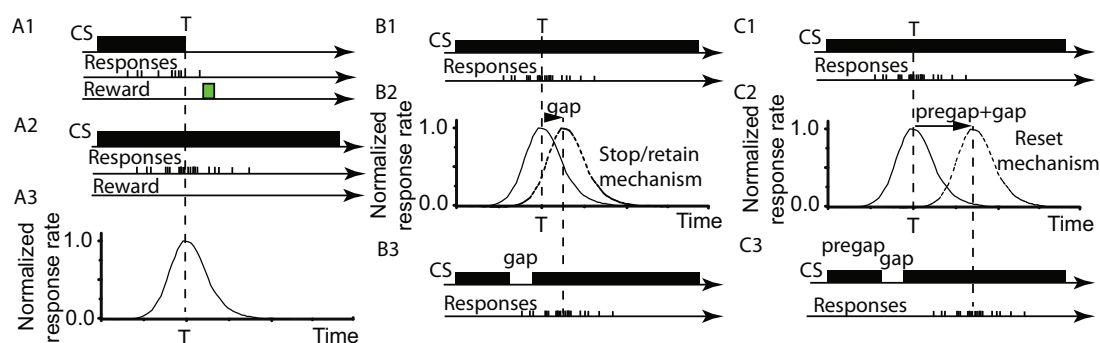 A1
CS
T
Responses
Reward
A2
CS
Responses
Reward
A3
Normalized
response rate
1.0
0.0
T
Time
B1
T
CS
Responses
B2
gap
Normalized
response rate
1.0
0.0
Stop/retain
mechanism
T
Time
B3
gap
CS
Responses
C1
T
CS
Responses
C2
pregap+gap
Normalized
response rate
1.0
0.0
Reset
mechanism
T
Time
C3
pregap
gap
CS
Responses